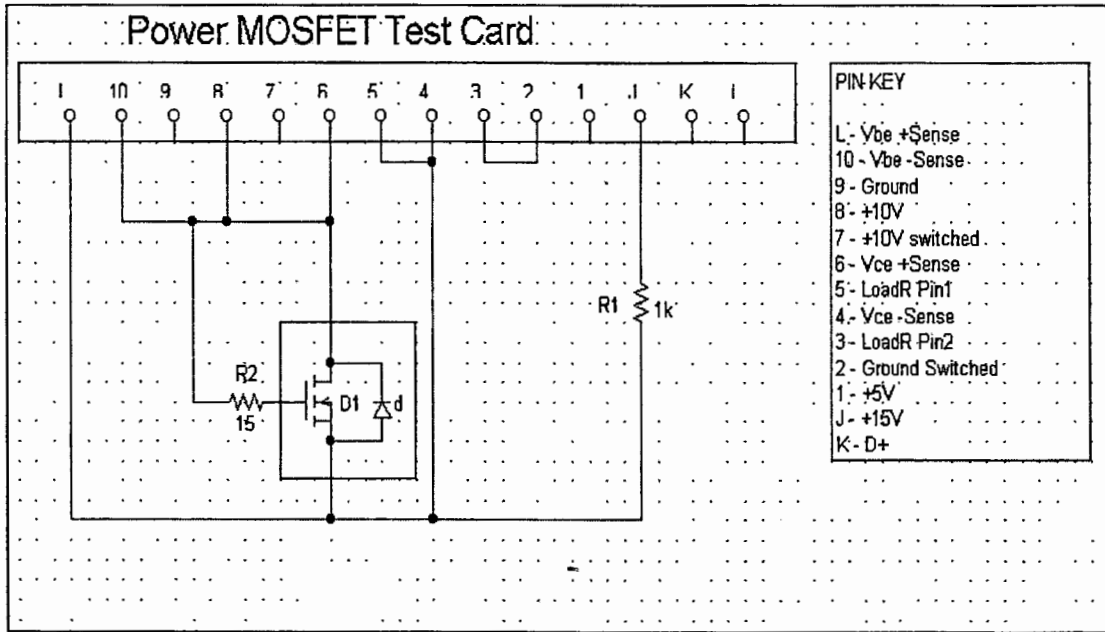 Power MOSFET Test Card
L 10 9 8 7 6 5 4 3 2 1 J K I
R1
1k
R2
15
D1
d
PIN KEY
L - Vbe +Sense
10 - Vbe -Sense
9 - Ground
8 - +10V
7 - +10V switched
6 - Vce +Sense
5 - LoadR Pin1
4 - Vce -Sense
3 - LoadR Pin2
2 - Ground Switched
1 - +5V
J - +15V
K - D+